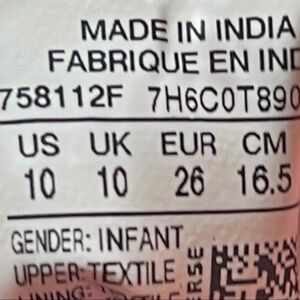 MADE IN INDIA
FABRIQUE EN IND
758112F 7H6C0T890
US UK EUR CM
10 10 26 16.5
GENDER: INFANT
UPPER: TEXTILE
LINING: